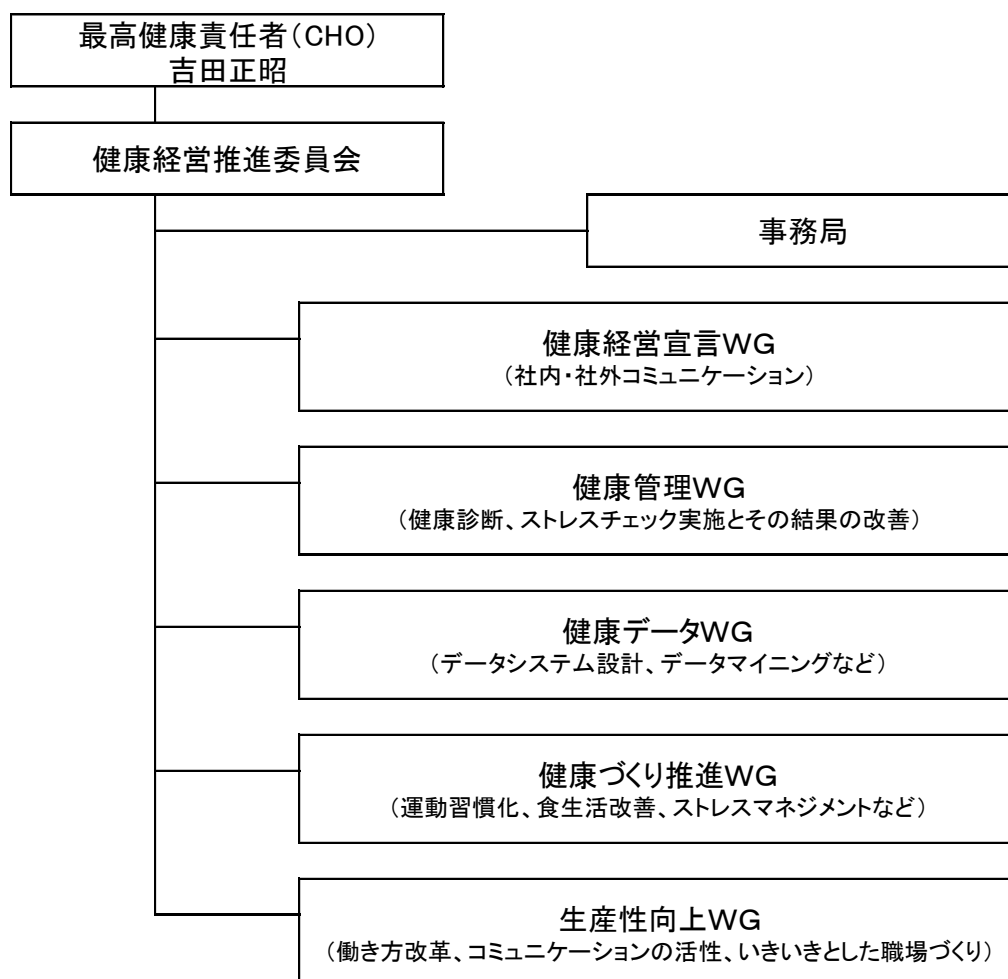 最高健康責任者（CHO）
吉田正昭
健康経営推進委員会
事務局
健康経営宣言ＷＧ
（社内・社外コミュニケーション）
健康管理ＷＧ
（健康診断、ストレスチェック実施とその結果の改善）
健康データＷＧ
（データシステム設計、データマイニングなど）
健康づくり推進ＷＧ
（運動習慣化、食生活改善、ストレスマネジメントなど）
生産性向上ＷＧ
（働き方改革、コミュニケーションの活性、いきいきとした職場づくり）